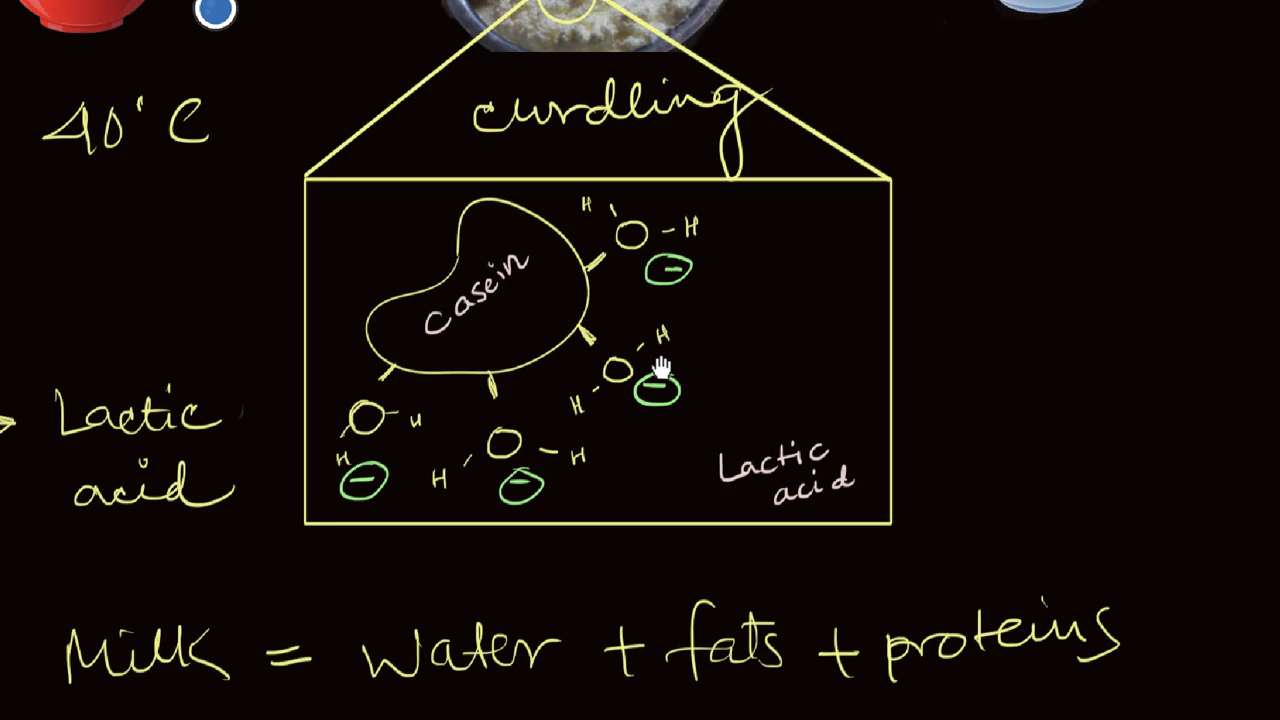 40°C
curdling
Casein
H
O
-H
−
H
O
H
−
O
-H
H
−
O
-H
H
−
Lactic
acid
Lactic
acid
Milk = Water + fats + proteins